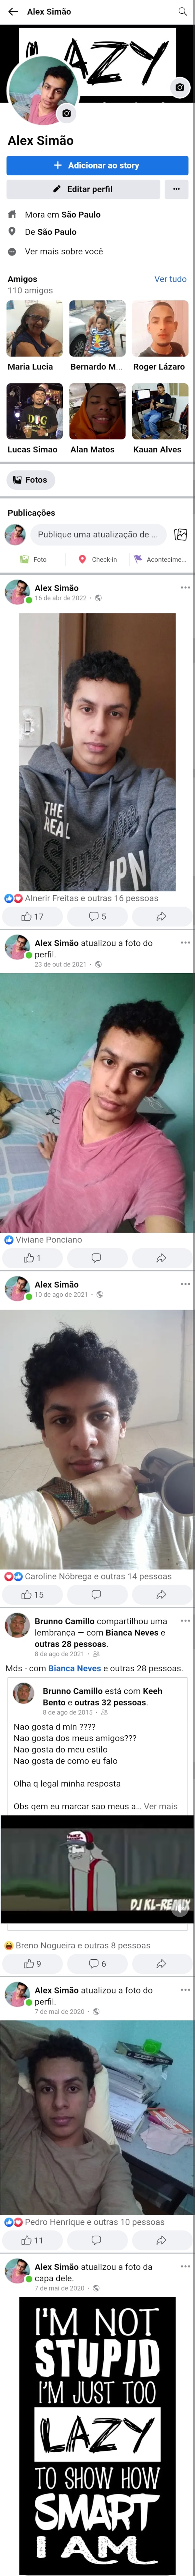 Alex Simão
LAZY
Alex Simão
Adicionar ao story
Editar perfil
Mora em São Paulo
De São Paulo
Ver mais sobre você
Amigos
Ver tudo
110 amigos
Maria Lucia
Bernardo M...
Roger Lázaro
Lucas Simao
Alan Matos
Kauan Alves
Fotos
Publicações
Publique uma atualização de ...
Foto
Check-in
Acontecime...
Alex Simão
16 de abr de 2022 ·
THE
REAL
JPN
Alnerir Freitas e outras 16 pessoas
17
5
Alex Simão atualizou a foto do
perfil.
23 de out de 2021 ·
Viviane Ponciano
1
Alex Simão
10 de ago de 2021 ·
Caroline Nóbrega e outras 14 pessoas
15
Brunno Camillo compartilhou uma
lembrança — com Bianca Neves e
outras 28 pessoas.
8 de ago de 2021 ·
Mds - com Bianca Neves e outras 28 pessoas.
Brunno Camillo está com Keeh
Bento e outras 32 pessoas.
8 de ago de 2015 ·
Nao gosta d min ????
Nao gosta dos meus amigos???
Nao gosta do meu estilo
Nao gosta de como eu falo
Olha q legal minha resposta
Obs qem eu marcar sao meus a... Ver mais
DJ KL-REMIX
Breno Nogueira e outras 8 pessoas
9
6
Alex Simão atualizou a foto do
perfil.
7 de mai de 2020 ·
Pedro Henrique e outras 10 pessoas
11
Alex Simão atualizou a foto da
capa dele.
7 de mai de 2020 ·
I'M NOT
STUPID
I'M JUST TOO
LAZY
TO SHOW HOW
SMART
I AM